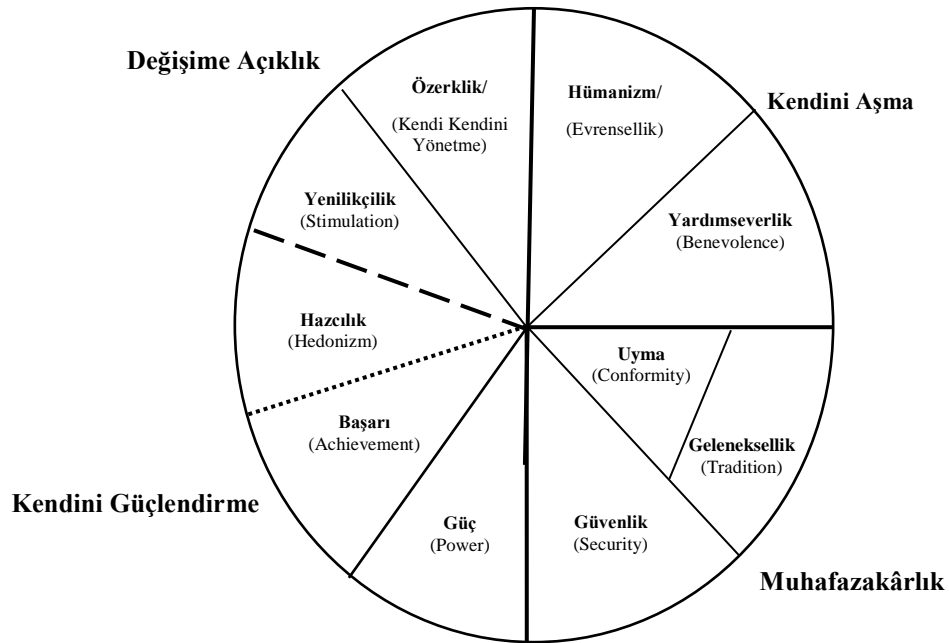 Değişime Açıklık
Özerklik/
(Kendi Kendini
Yönetme)
Hümanizm/
(Evrensellik)
Kendini Aşma
Yenilikçilik
(Stimulation)
Yardımseverlik
(Benevolence)
Hazcılık
(Hedonizm)
Uyma
(Conformity)
Başarı
(Achievement)
Geleneksellik
(Tradition)
Kendini Güçlendirme
Güç
(Power)
Güvenlik
(Security)
Muhafazakârlık